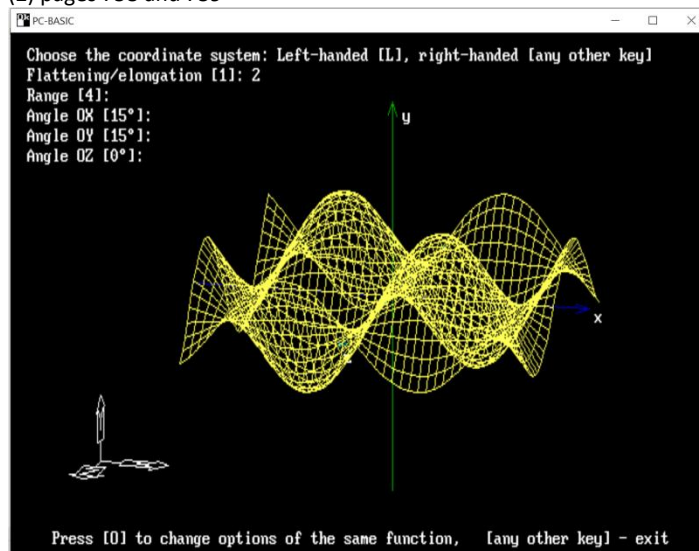 (2) pages 788 and 789
PC-BASIC
Choose the coordinate system: Left-handed [L], right-handed [any other key]
Flattening/elongation [1]: 2
Range [4]:
Angle OX [15°]:
Angle OY [15°]:
Angle OZ [0°]:
y
x
Press [O] to change options of the same function, [any other key] - exit